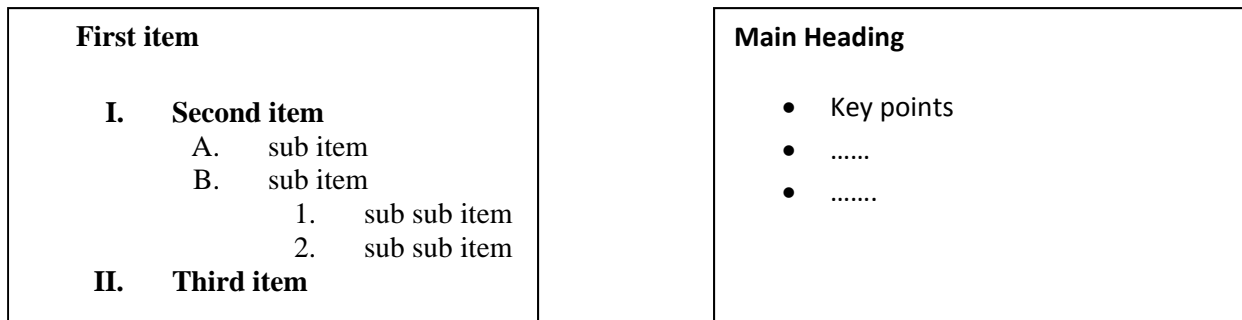 First item
I. Second item
A. sub item
B. sub item
1. sub sub item
2. sub sub item
II. Third item
Main Heading
• Key points
• ……
• …….